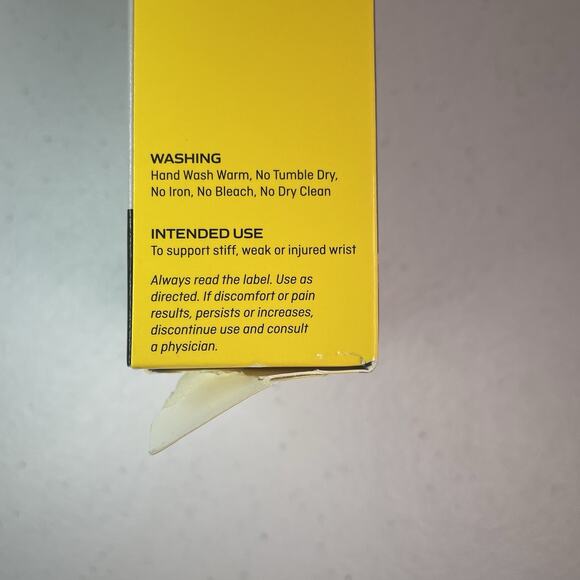 WASHING
Hand Wash Warm, No Tumble Dry,
No Iron, No Bleach, No Dry Clean
INTENDED USE
To support stiff, weak or injured wrist
Always read the label. Use as
directed. If discomfort or pain
results, persists or increases,
discontinue use and consult
a physician.